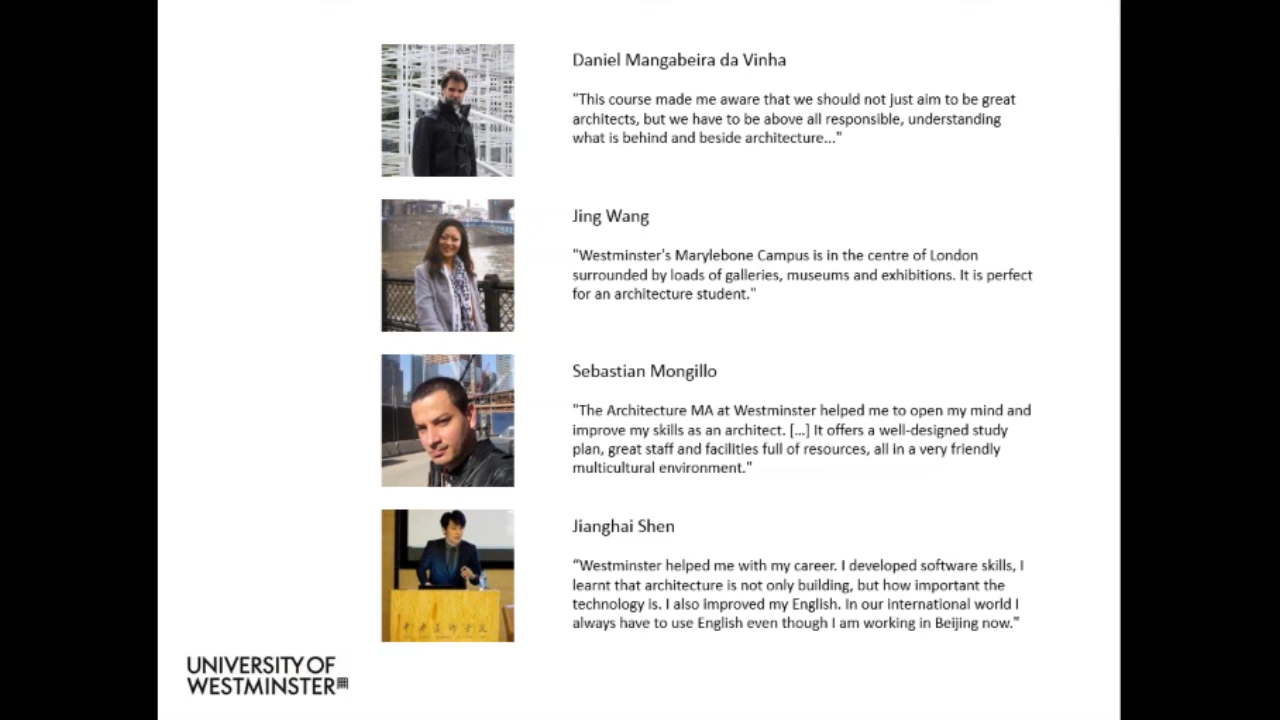 Daniel Mangabeira da Vinha
"This course made me aware that we should not just aim to be great
architects, but we have to be above all responsible, understanding
what is behind and beside architecture..."
Jing Wang
"Westminster's Marylebone Campus is in the centre of London
surrounded by loads of galleries, museums and exhibitions. It is perfect
for an architecture student."
Sebastian Mongillo
"The Architecture MA at Westminster helped me to open my mind and
improve my skills as an architect. [...] It offers a well-designed study
plan, great staff and facilities full of resources, all in a very friendly
multicultural environment."
Jianghai Shen
“Westminster helped me with my career. I developed software skills, I
learnt that architecture is not only building, but how important the
technology is. I also improved my English. In our international world I
always have to use English even though I am working in Beijing now."
中央美術學院
UNIVERSITY OF
WESTMINSTER